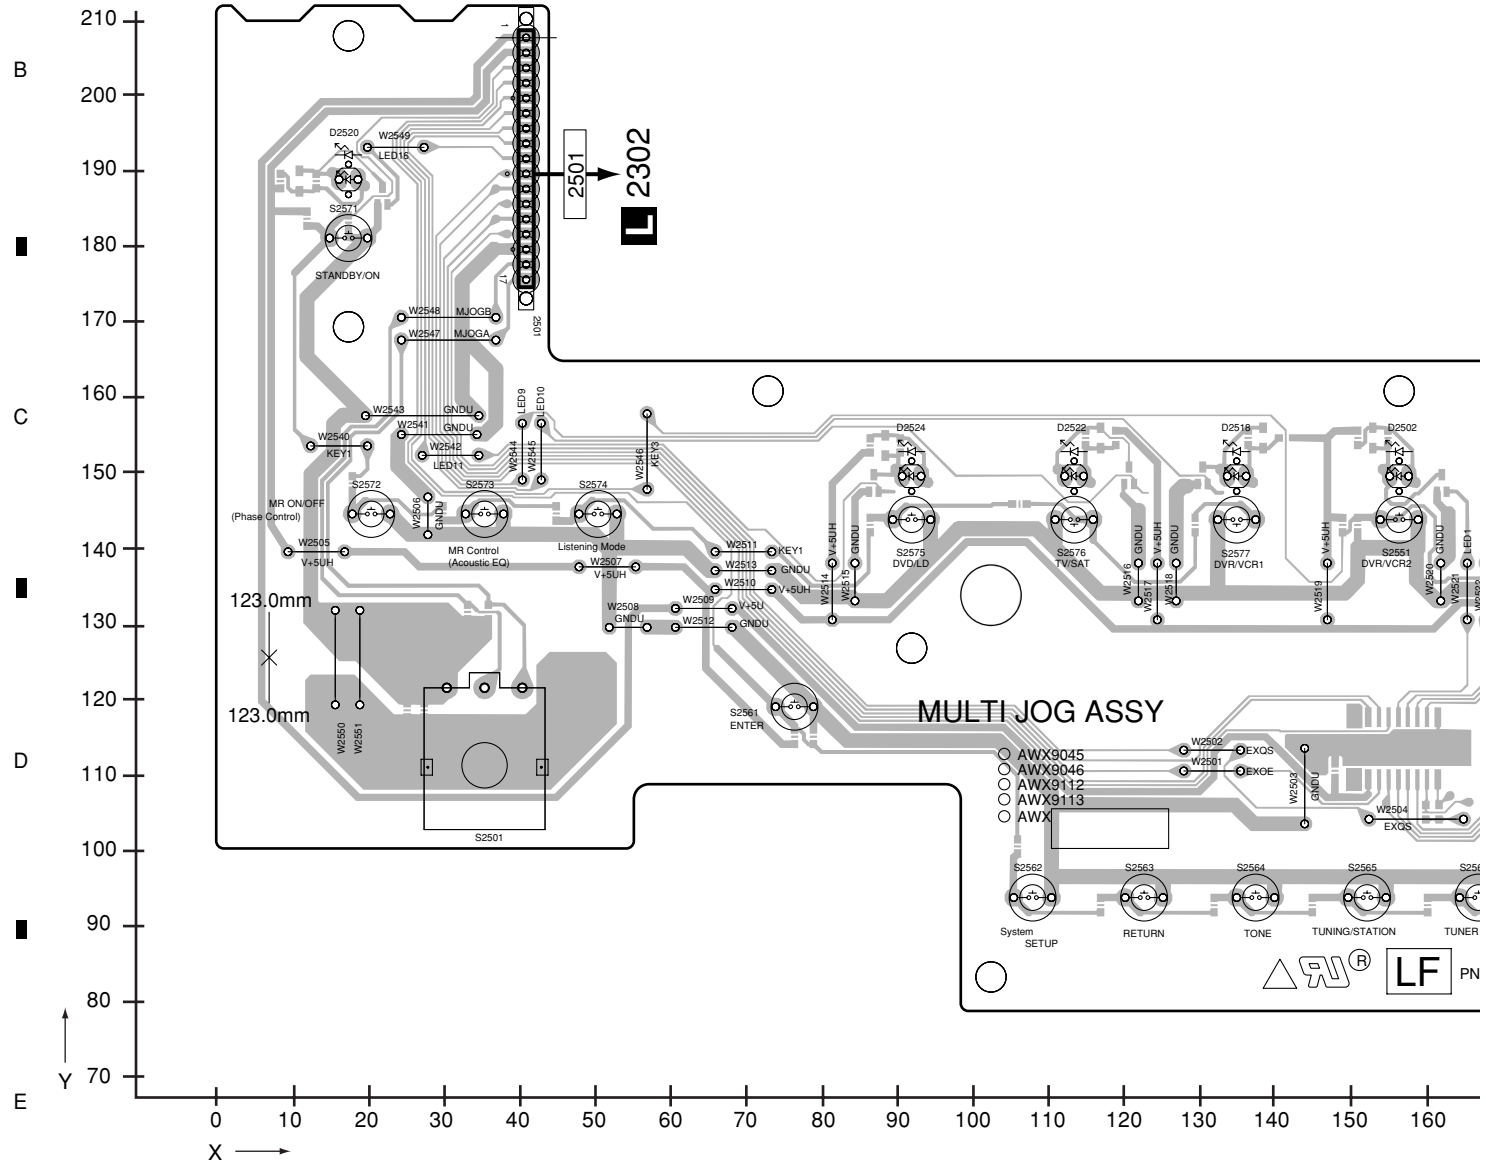 210
B
200
190
180
170
160
C
150
140
130
120
D
110
100
90
80
Y
70
E
0 10 20 30 40 50 60 70 80 90 100 110 120 130 140 150 160
X
1
17
2501
2501
L 2302
D2520
W2549
LED16
S2571
STANDBY/ON
W2548 MJOGB
W2547 MJOGA
W2543 GNDU
W2541 GNDU
W2540
KEY1
W2542
LED11
LED9
LED10
W2544
W2545
W2546
KEY3
D2524
D2522
D2518
D2502
S2572
S2573
S2574
MR ON/OFF
(Phase Control)
W2506
GNDU
W2505
V+5UH
MR Control
(Acoustic EQ)
Listening Mode
W2507
V+5UH
W2511 KEY1
W2513 GNDU
W2510 V+5UH
W2509 V+5U
W2508
GNDU
W2512 GNDU
V+5UH
GNDU
W2514
W2515
S2575
DVD/LD
S2576
TV/SAT
GNDU
V+5UH
GNDU
W2516
W2517
W2518
S2577
DVR/VCR1
V+5UH
W2519
S2551
DVR/VCR2
GNDU
LED1
W2520
W2521
W2522
123.0mm
123.0mm
W2550
W2551
S2501
S2561
ENTER
MULTI JOG ASSY
AWX9045
AWX9046
AWX9112
AWX9113
AWX
W2502 EXQS
W2501 EXOE
W2503
GNDU
W2504
EXQS
S2562
S2563
S2564
S2565
S256
System
SETUP
RETURN
TONE
TUNING/STATION
TUNER
R
LF
PN